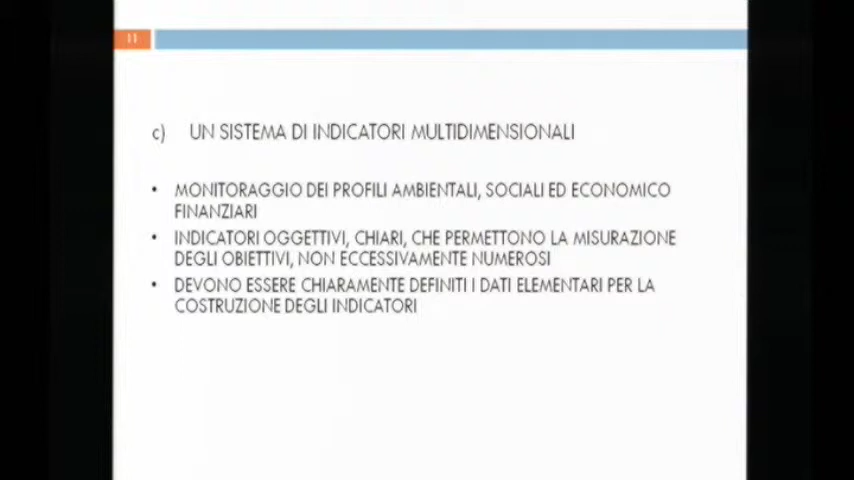 11
c) UN SISTEMA DI INDICATORI MULTIDIMENSIONALI
• MONITORAGGIO DEI PROFILI AMBIENTALI, SOCIALI ED ECONOMICO
FINANZIARI
• INDICATORI OGGETTIVI, CHIARI, CHE PERMETTONO LA MISURAZIONE
DEGLI OBIETTIVI, NON ECCESSIVAMENTE NUMEROSI
• DEVONO ESSERE CHIARAMENTE DEFINITI I DATI ELEMENTARI PER LA
COSTRUZIONE DEGLI INDICATORI